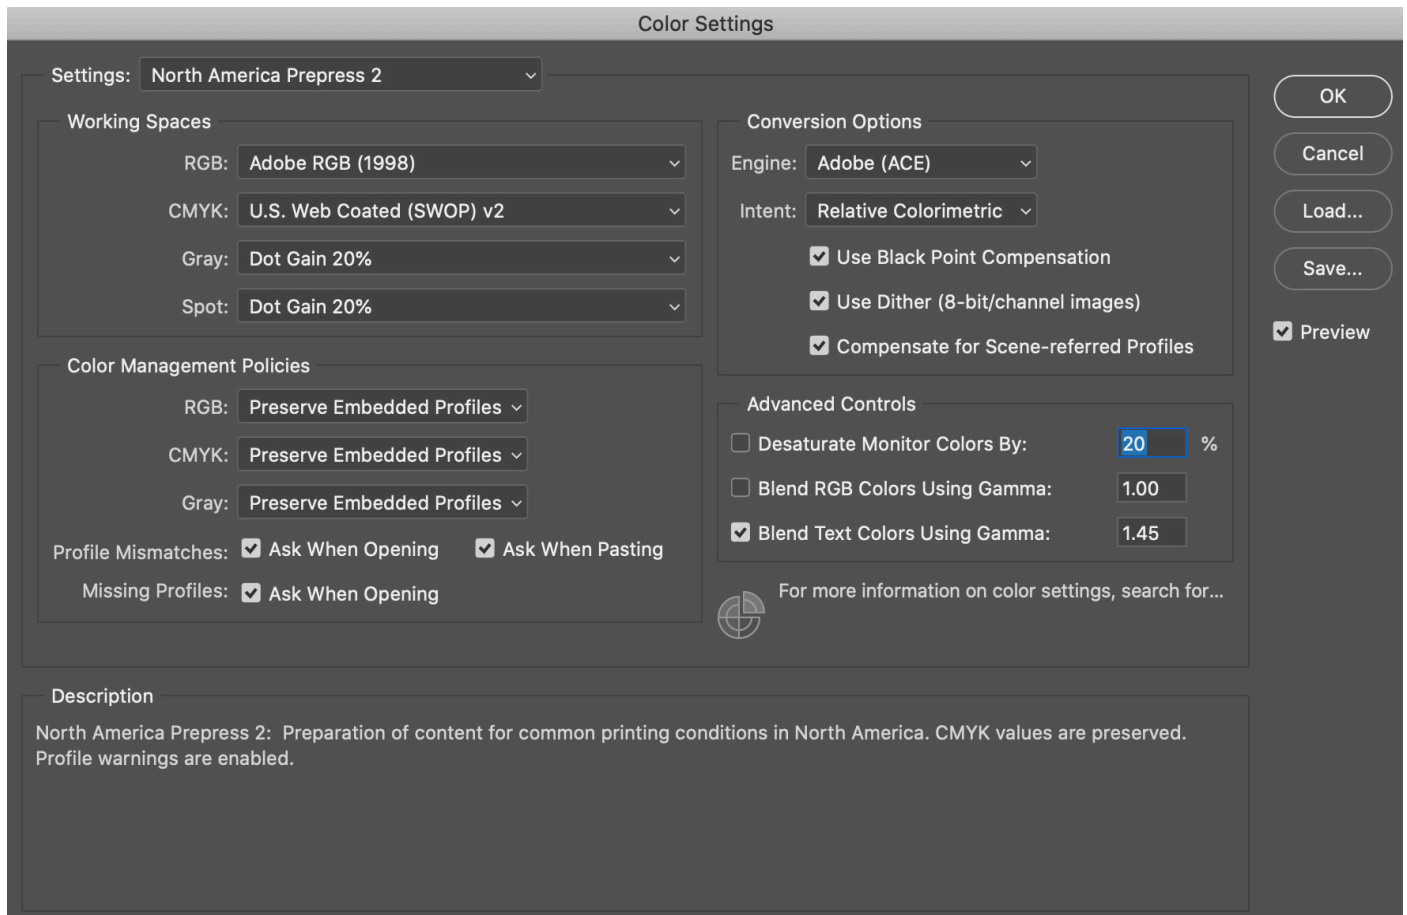 Color Settings
Settings: North America Prepress 2
Working Spaces
RGB: Adobe RGB (1998)
CMYK: U.S. Web Coated (SWOP) v2
Gray: Dot Gain 20%
Spot: Dot Gain 20%
Color Management Policies
RGB: Preserve Embedded Profiles
CMYK: Preserve Embedded Profiles
Gray: Preserve Embedded Profiles
Profile Mismatches: Ask When Opening Ask When Pasting
Missing Profiles: Ask When Opening
Conversion Options
Engine: Adobe (ACE)
Intent: Relative Colorimetric
Use Black Point Compensation
Use Dither (8-bit/channel images)
Compensate for Scene-referred Profiles
Advanced Controls
Desaturate Monitor Colors By: 20 %
Blend RGB Colors Using Gamma: 1.00
Blend Text Colors Using Gamma: 1.45
For more information on color settings, search for...
OK
Cancel
Load...
Save...
Preview
Description
North America Prepress 2:  Preparation of content for common printing conditions in North America. CMYK values are preserved.
Profile warnings are enabled.